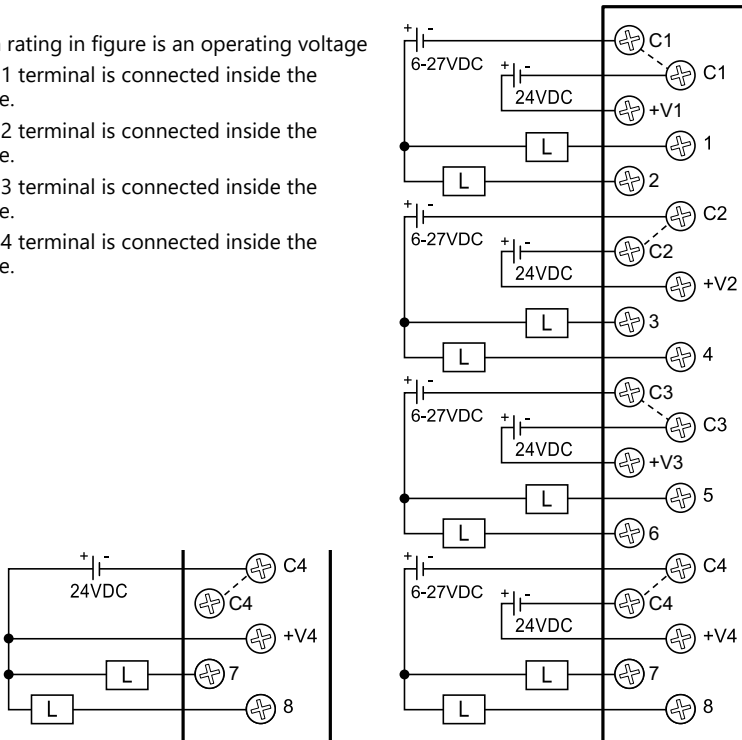 rating in figure is an operating voltage
1 terminal is connected inside the
e.
2 terminal is connected inside the
e.
3 terminal is connected inside the
e.
4 terminal is connected inside the
e.
+ -
24VDC
C4
C4
+V4
L
7
L
8
+ -
6-27VDC
C1
+ -
24VDC
C1
+V1
L
1
L
2
+ -
6-27VDC
C2
+ -
24VDC
C2
+V2
L
3
L
4
+ -
6-27VDC
C3
+ -
24VDC
C3
+V3
L
5
L
6
+ -
6-27VDC
C4
+ -
24VDC
C4
+V4
L
7
L
8